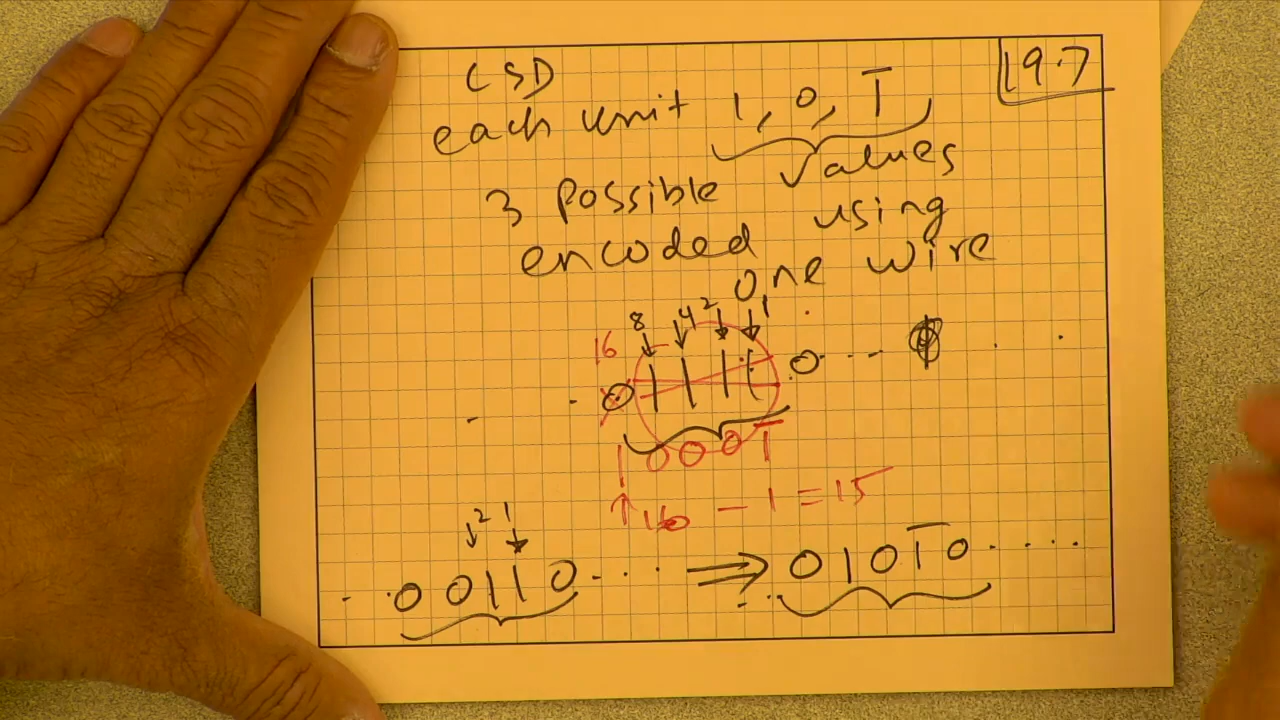 19.7
CSD
each unit 1, 0, 1̅,
3 possible values
encoded using
one wire
8 4 2 1
16
0 1 1 1 1 0 - - -
1 0 0 0 1̅
↑ 16 - 1 = 15
2 1
. . 0 0 1 1 0 . . . ⇒ . . 0 1 0 1̅ 0 . . . .